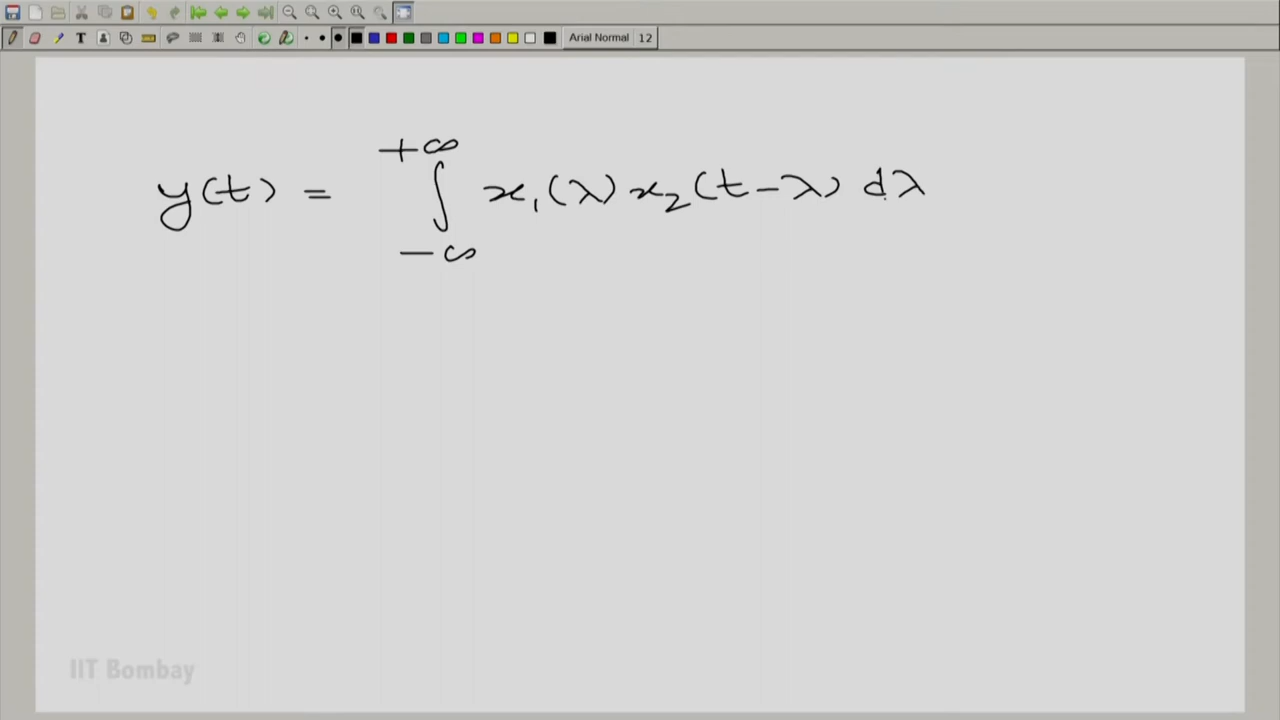 Arial Normal 12
+∞
y(t) = ∫ x₁(λ) x₂(t-λ) dλ
-∞
IIT Bombay